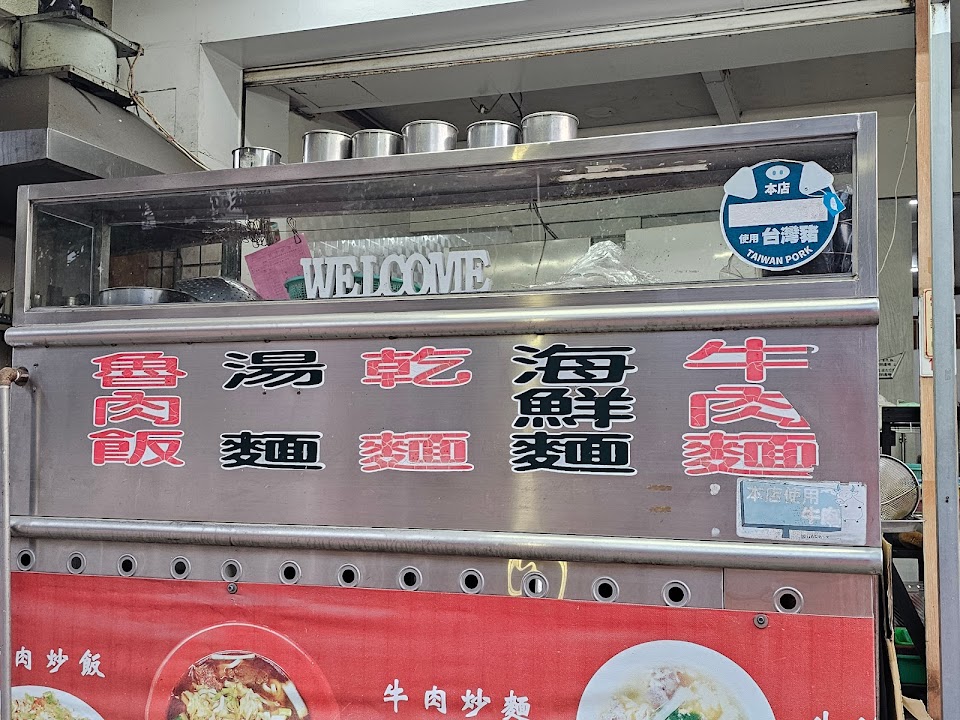 本店
使用 台灣豬
TAIWAN PORK
WELCOME
牛肉麵
海鮮麵
乾麵
湯麵
魯肉飯
本店使用
牛肉
肉炒飯
牛肉炒麵